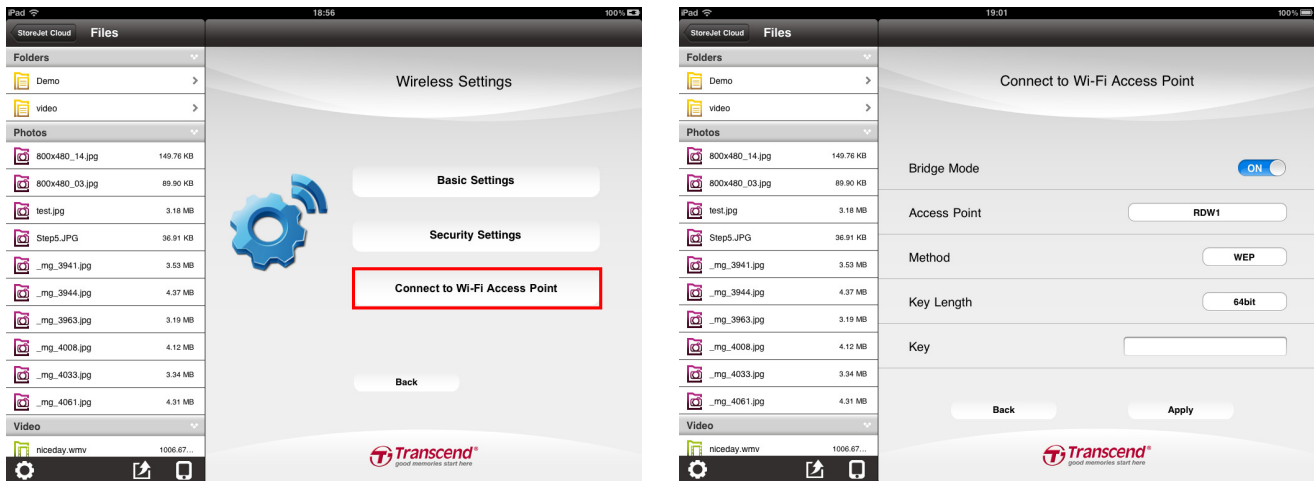 iPad 18:56 100%
StoreJet Cloud Files
Folders
Demo
video
Photos
800x480_14.jpg 149.76 KB
800x480_03.jpg 89.90 KB
test.jpg 3.18 MB
Step5.JPG 36.91 KB
_mg_3941.jpg 3.53 MB
_mg_3944.jpg 4.37 MB
_mg_3963.jpg 3.19 MB
_mg_4008.jpg 4.12 MB
_mg_4033.jpg 3.34 MB
_mg_4061.jpg 4.31 MB
Video
niceday.wmv 1006.67...
Wireless Settings
Basic Settings
Security Settings
Connect to Wi-Fi Access Point
Back
Transcend®
good memories start here
iPad 19:01 100%
StoreJet Cloud Files
Folders
Demo
video
Photos
800x480_14.jpg 149.76 KB
800x480_03.jpg 89.90 KB
test.jpg 3.18 MB
Step5.JPG 36.91 KB
_mg_3941.jpg 3.53 MB
_mg_3944.jpg 4.37 MB
_mg_3963.jpg 3.19 MB
_mg_4008.jpg 4.12 MB
_mg_4033.jpg 3.34 MB
_mg_4061.jpg 4.31 MB
Video
niceday.wmv 1006.67...
Connect to Wi-Fi Access Point
Bridge Mode ON
Access Point RDW1
Method WEP
Key Length 64bit
Key
Back Apply
Transcend®
good memories start here